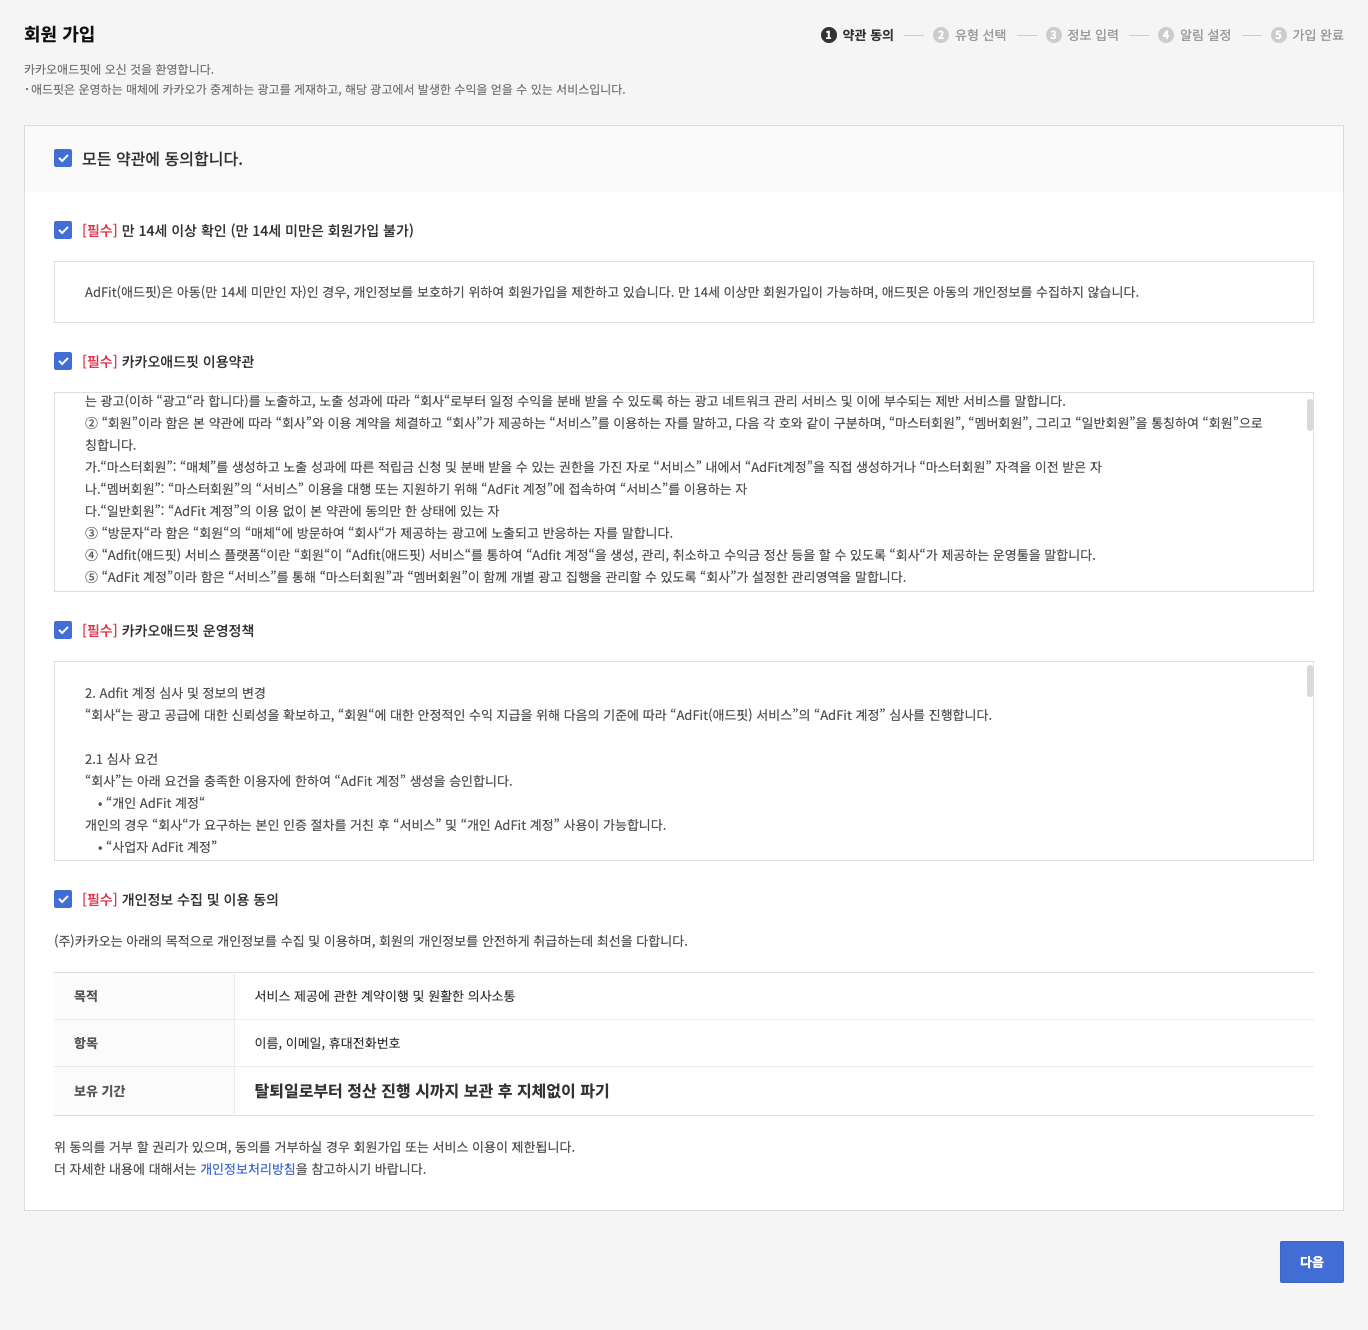 회원 가입
1 약관 동의 2 유형 선택 3 정보 입력 4 알림 설정 5 가입 완료
카카오애드핏에 오신 것을 환영합니다.
· 애드핏은 운영하는 매체에 카카오가 중계하는 광고를 게재하고, 해당 광고에서 발생한 수익을 얻을 수 있는 서비스입니다.
모든 약관에 동의합니다.
[필수] 만 14세 이상 확인 (만 14세 미만은 회원가입 불가)
AdFit(애드핏)은 아동(만 14세 미만인 자)인 경우, 개인정보를 보호하기 위하여 회원가입을 제한하고 있습니다. 만 14세 이상만 회원가입이 가능하며, 애드핏은 아동의 개인정보를 수집하지 않습니다.
[필수] 카카오애드핏 이용약관
는 광고(이하 “광고“라 합니다)를 노출하고, 노출 성과에 따라 “회사“로부터 일정 수익을 분배 받을 수 있도록 하는 광고 네트워크 관리 서비스 및 이에 부수되는 제반 서비스를 말합니다.
② “회원”이라 함은 본 약관에 따라 “회사”와 이용 계약을 체결하고 “회사”가 제공하는 “서비스”를 이용하는 자를 말하고, 다음 각 호와 같이 구분하며, “마스터회원”, “멤버회원”, 그리고 “일반회원”을 통칭하여 “회원”으로
칭합니다.
가.“마스터회원”: “매체”를 생성하고 노출 성과에 따른 적립금 신청 및 분배 받을 수 있는 권한을 가진 자로 “서비스” 내에서 “AdFit계정”을 직접 생성하거나 “마스터회원” 자격을 이전 받은 자
나.“멤버회원”: “마스터회원”의 “서비스” 이용을 대행 또는 지원하기 위해 “AdFit 계정”에 접속하여 “서비스”를 이용하는 자
다.“일반회원”: “AdFit 계정”의 이용 없이 본 약관에 동의만 한 상태에 있는 자
③ “방문자“라 함은 “회원“의 “매체“에 방문하여 “회사“가 제공하는 광고에 노출되고 반응하는 자를 말합니다.
④ “Adfit(애드핏) 서비스 플랫폼“이란 “회원“이 “Adfit(애드핏) 서비스“를 통하여 “Adfit 계정“을 생성, 관리, 취소하고 수익금 정산 등을 할 수 있도록 “회사“가 제공하는 운영툴을 말합니다.
⑤ “AdFit 계정”이라 함은 “서비스”를 통해 “마스터회원”과 “멤버회원”이 함께 개별 광고 집행을 관리할 수 있도록 “회사”가 설정한 관리영역을 말합니다.
[필수] 카카오애드핏 운영정책
2. Adfit 계정 심사 및 정보의 변경
“회사“는 광고 공급에 대한 신뢰성을 확보하고, “회원“에 대한 안정적인 수익 지급을 위해 다음의 기준에 따라 “AdFit(애드핏) 서비스”의 “AdFit 계정” 심사를 진행합니다.
2.1 심사 요건
“회사”는 아래 요건을 충족한 이용자에 한하여 “AdFit 계정” 생성을 승인합니다.
• “개인 AdFit 계정“
개인의 경우 “회사“가 요구하는 본인 인증 절차를 거친 후 “서비스” 및 “개인 AdFit 계정” 사용이 가능합니다.
• “사업자 AdFit 계정”
[필수] 개인정보 수집 및 이용 동의
(주)카카오는 아래의 목적으로 개인정보를 수집 및 이용하며, 회원의 개인정보를 안전하게 취급하는데 최선을 다합니다.
목적 서비스 제공에 관한 계약이행 및 원활한 의사소통
항목 이름, 이메일, 휴대전화번호
보유 기간 탈퇴일로부터 정산 진행 시까지 보관 후 지체없이 파기
위 동의를 거부 할 권리가 있으며, 동의를 거부하실 경우 회원가입 또는 서비스 이용이 제한됩니다.
더 자세한 내용에 대해서는 개인정보처리방침을 참고하시기 바랍니다.
다음